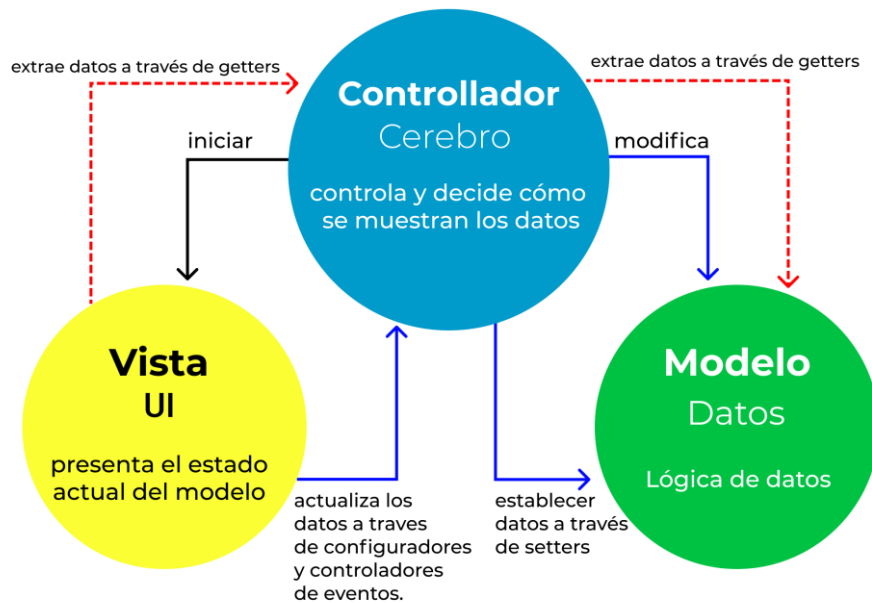 extrae datos a través de getters
extrae datos a través de getters
Controllador
Cerebro
controla y decide cómo
se muestran los datos
iniciar
modifica
Vista
UI
presenta el estado
actual del modelo
Modelo
Datos
Lógica de datos
actualiza los
datos a traves
de configuradores
y controladores
de eventos.
establecer
datos a través
de setters